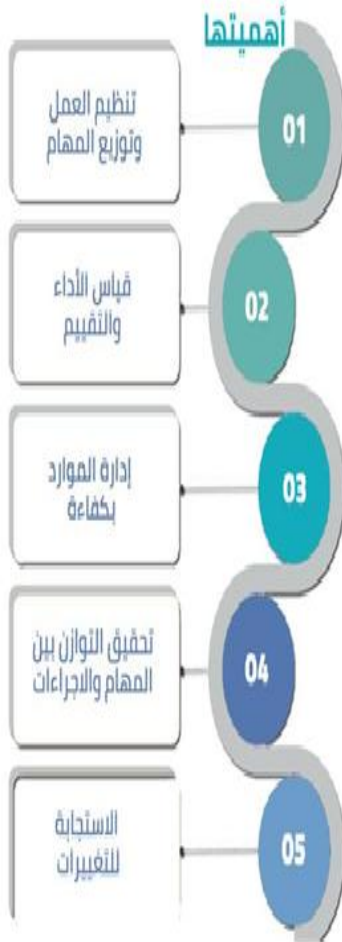 أهميتها
01
تنظيم العمل
وتوزيع المهام
02
قياس الأداء
والتقييم
03
إدارة الموارد
بكفاءة
04
تحقيق التوازن بين
المهام والاجراءات
05
الاستجابة
للتغييرات